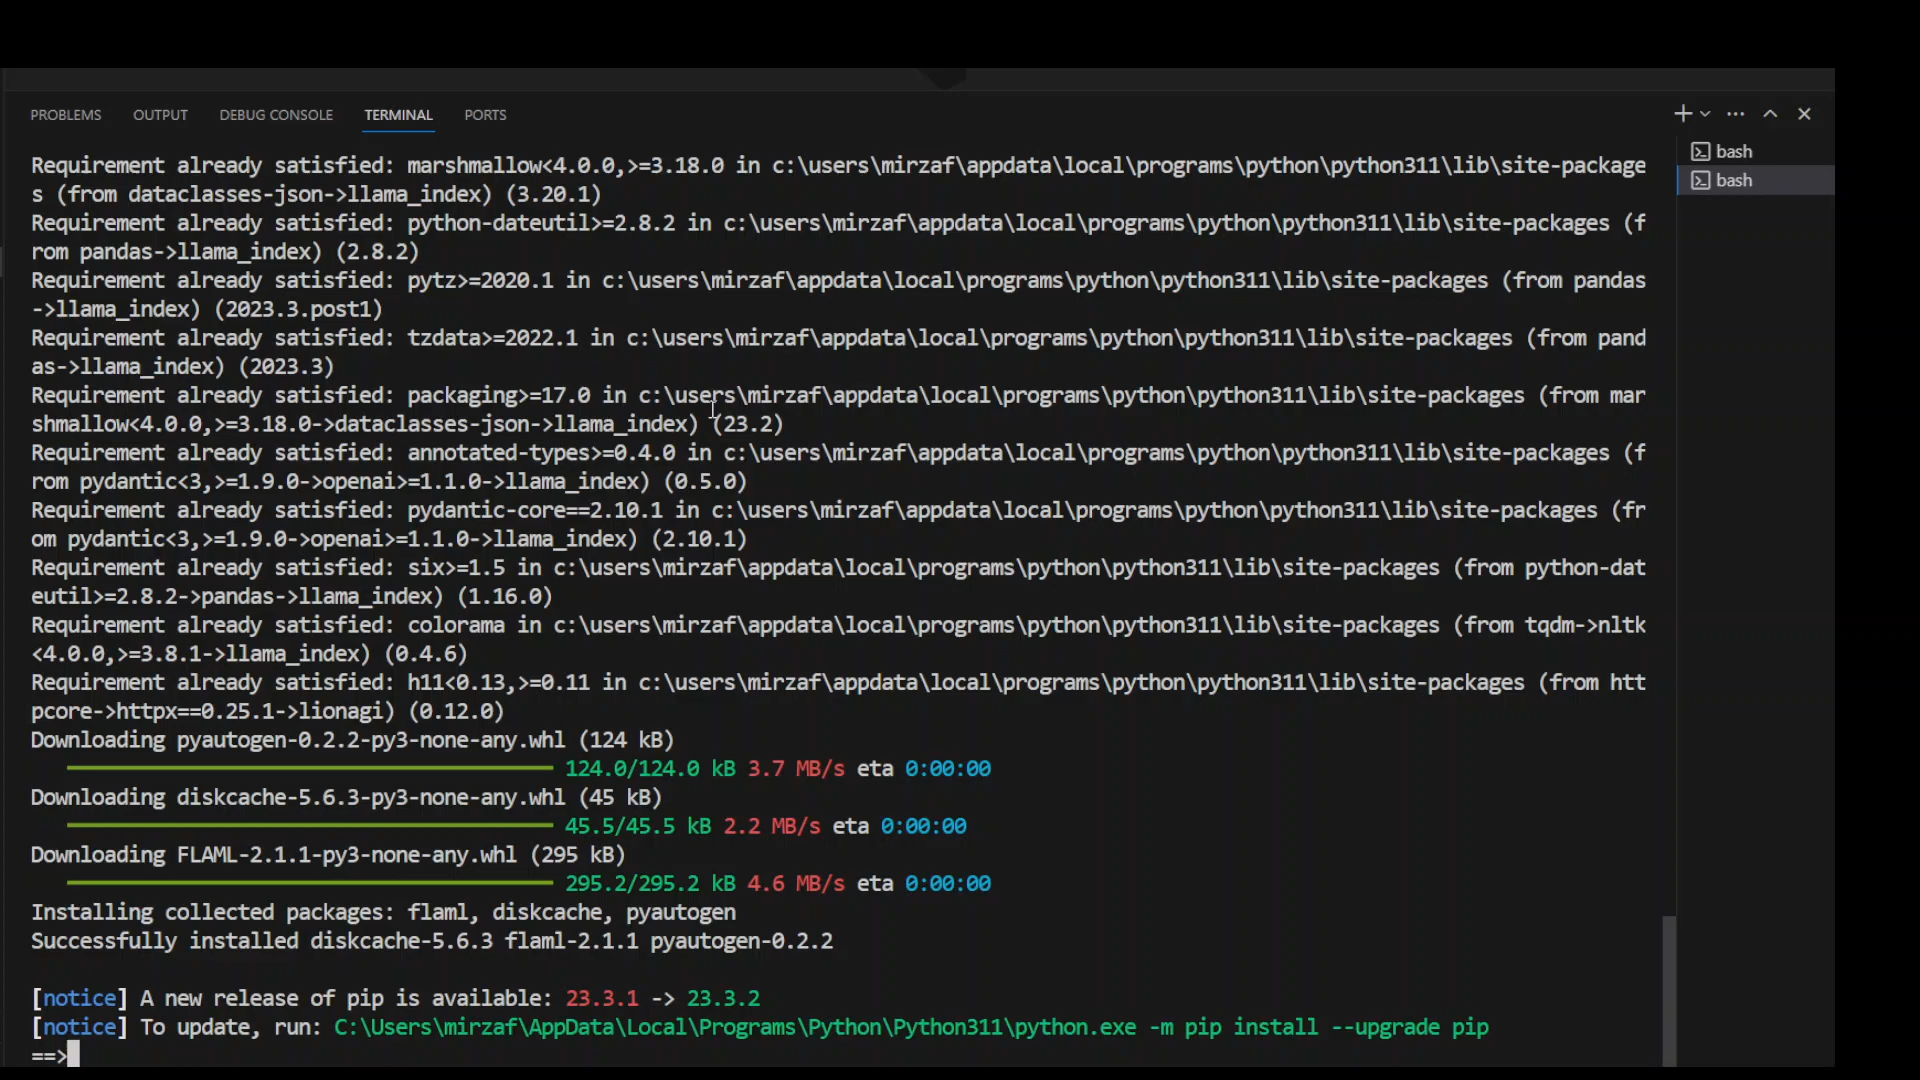 PROBLEMS OUTPUT DEBUG CONSOLE TERMINAL PORTS
bash
bash
Requirement already satisfied: marshmallow<4.0.0,>=3.18.0 in c:\users\mirzaf\appdata\local\programs\python\python311\lib\site-package
s (from dataclasses-json->llama_index) (3.20.1)
Requirement already satisfied: python-dateutil>=2.8.2 in c:\users\mirzaf\appdata\local\programs\python\python311\lib\site-packages (f
rom pandas->llama_index) (2.8.2)
Requirement already satisfied: pytz>=2020.1 in c:\users\mirzaf\appdata\local\programs\python\python311\lib\site-packages (from pandas
->llama_index) (2023.3.post1)
Requirement already satisfied: tzdata>=2022.1 in c:\users\mirzaf\appdata\local\programs\python\python311\lib\site-packages (from pand
as->llama_index) (2023.3)
Requirement already satisfied: packaging>=17.0 in c:\users\mirzaf\appdata\local\programs\python\python311\lib\site-packages (from mar
shmallow<4.0.0,>=3.18.0->dataclasses-json->llama_index) (23.2)
Requirement already satisfied: annotated-types>=0.4.0 in c:\users\mirzaf\appdata\local\programs\python\python311\lib\site-packages (f
rom pydantic<3,>=1.9.0->openai>=1.1.0->llama_index) (0.5.0)
Requirement already satisfied: pydantic-core==2.10.1 in c:\users\mirzaf\appdata\local\programs\python\python311\lib\site-packages (fr
om pydantic<3,>=1.9.0->openai>=1.1.0->llama_index) (2.10.1)
Requirement already satisfied: six>=1.5 in c:\users\mirzaf\appdata\local\programs\python\python311\lib\site-packages (from python-dat
eutil>=2.8.2->pandas->llama_index) (1.16.0)
Requirement already satisfied: colorama in c:\users\mirzaf\appdata\local\programs\python\python311\lib\site-packages (from tqdm->nltk
<4.0.0,>=3.8.1->llama_index) (0.4.6)
Requirement already satisfied: h11<0.13,>=0.11 in c:\users\mirzaf\appdata\local\programs\python\python311\lib\site-packages (from htt
pcore->httpx==0.25.1->lionagi) (0.12.0)
Downloading pyautogen-0.2.2-py3-none-any.whl (124 kB)
124.0/124.0 kB 3.7 MB/s eta 0:00:00
Downloading diskcache-5.6.3-py3-none-any.whl (45 kB)
45.5/45.5 kB 2.2 MB/s eta 0:00:00
Downloading FLAML-2.1.1-py3-none-any.whl (295 kB)
295.2/295.2 kB 4.6 MB/s eta 0:00:00
Installing collected packages: flaml, diskcache, pyautogen
Successfully installed diskcache-5.6.3 flaml-2.1.1 pyautogen-0.2.2
[notice] A new release of pip is available: 23.3.1 -> 23.3.2
[notice] To update, run: C:\Users\mirzaf\AppData\Local\Programs\Python\Python311\python.exe -m pip install --upgrade pip
==>